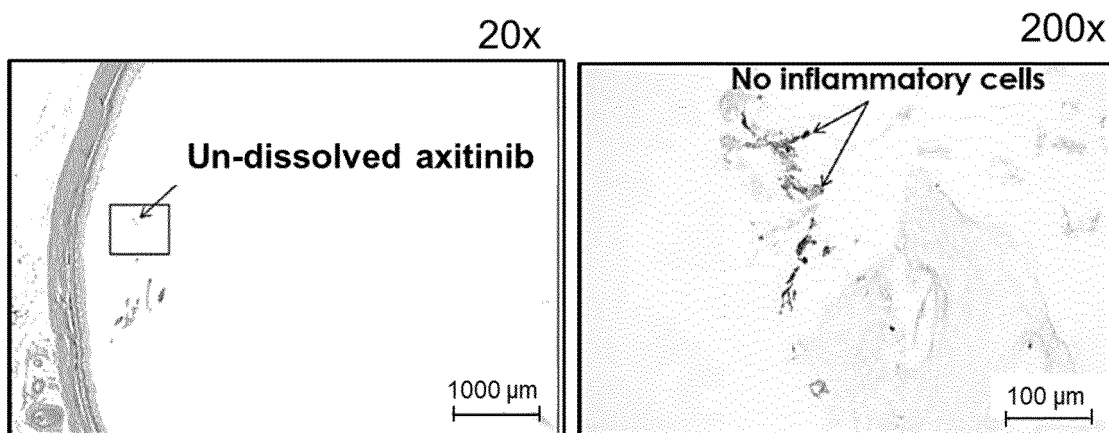 20x
200x
Un-dissolved axitinib
1000 µm
No inflammatory cells
100 µm